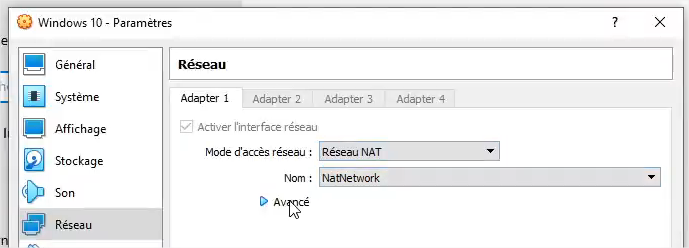 Windows 10 - Paramètres
?
Général
Système
Affichage
Stockage
Son
Réseau
Réseau
Adapter 1 Adapter 2 Adapter 3 Adapter 4
Activer l'interface réseau
Mode d'accès réseau : Réseau NAT
Nom : NatNetwork
Avancé